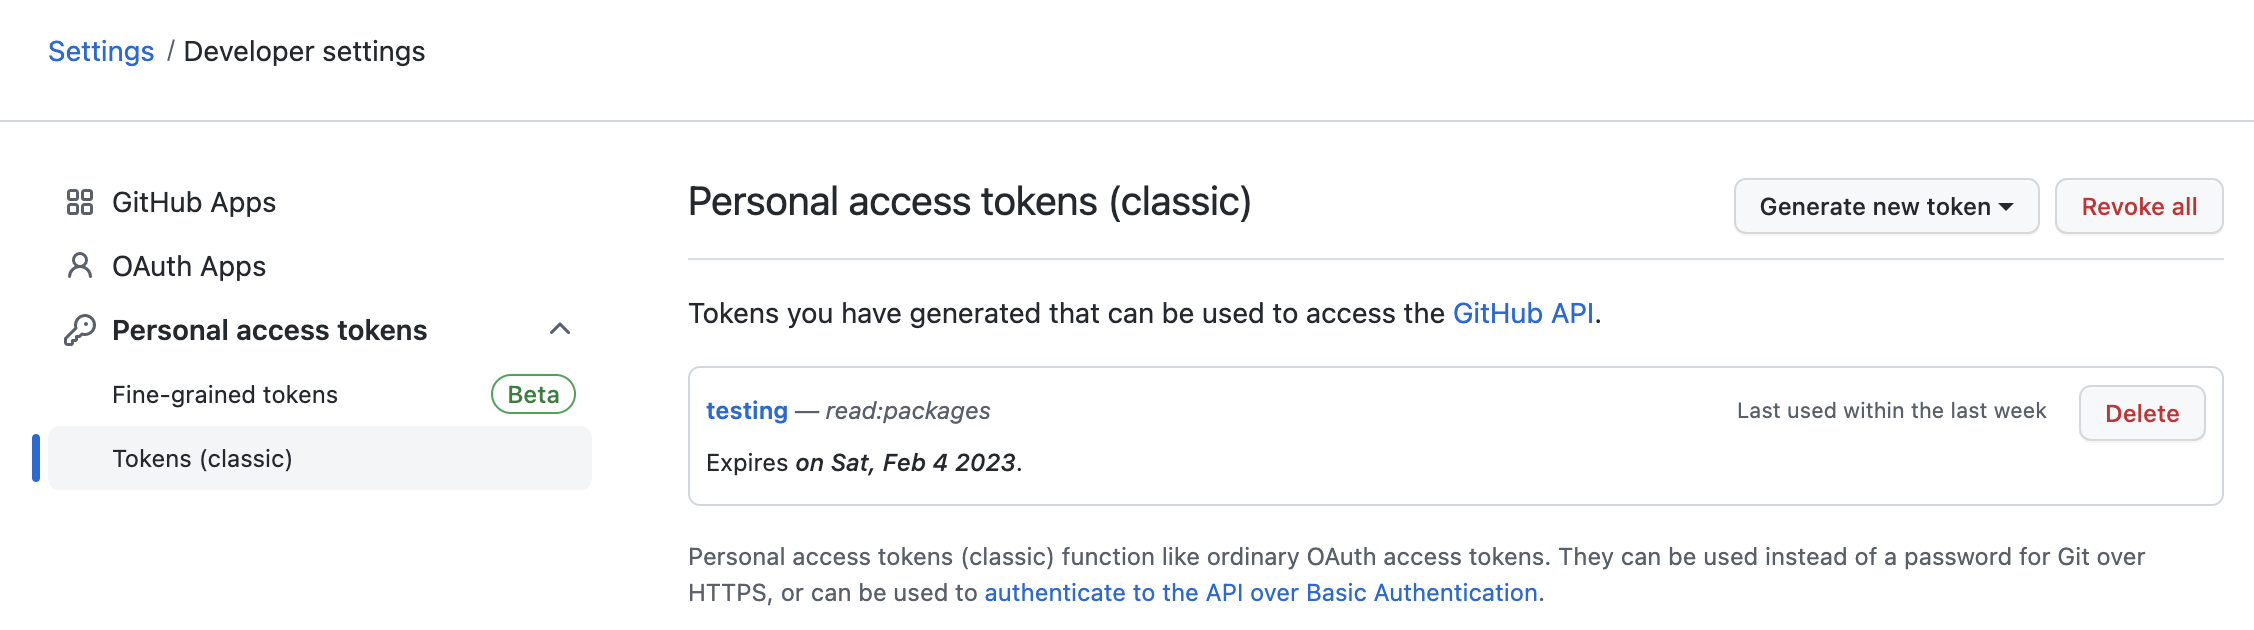 Settings / Developer settings
GitHub Apps
OAuth Apps
Personal access tokens
Fine-grained tokens Beta
Tokens (classic)
Personal access tokens (classic)
Generate new token
Revoke all
Tokens you have generated that can be used to access the GitHub API.
testing — read:packages
Last used within the last week
Delete
Expires on Sat, Feb 4 2023.
Personal access tokens (classic) function like ordinary OAuth access tokens. They can be used instead of a password for Git over
HTTPS, or can be used to authenticate to the API over Basic Authentication.